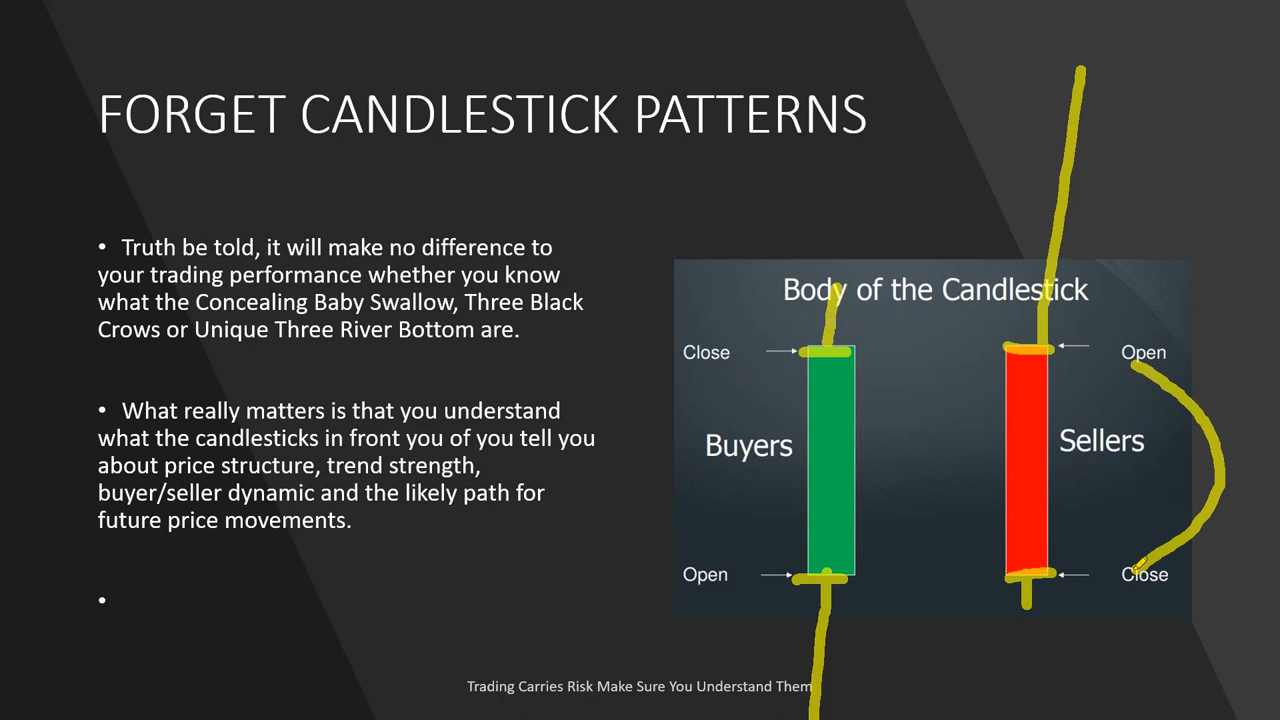 FORGET CANDLESTICK PATTERNS
• Truth be told, it will make no difference to
your trading performance whether you know
what the Concealing Baby Swallow, Three Black
Crows or Unique Three River Bottom are.
• What really matters is that you understand
what the candlesticks in front you of you tell you
about price structure, trend strength,
buyer/seller dynamic and the likely path for
future price movements.
•
Body of the Candlestick
Close
Open
Buyers
Sellers
Open
Close
Trading Carries Risk Make Sure You Understand Them